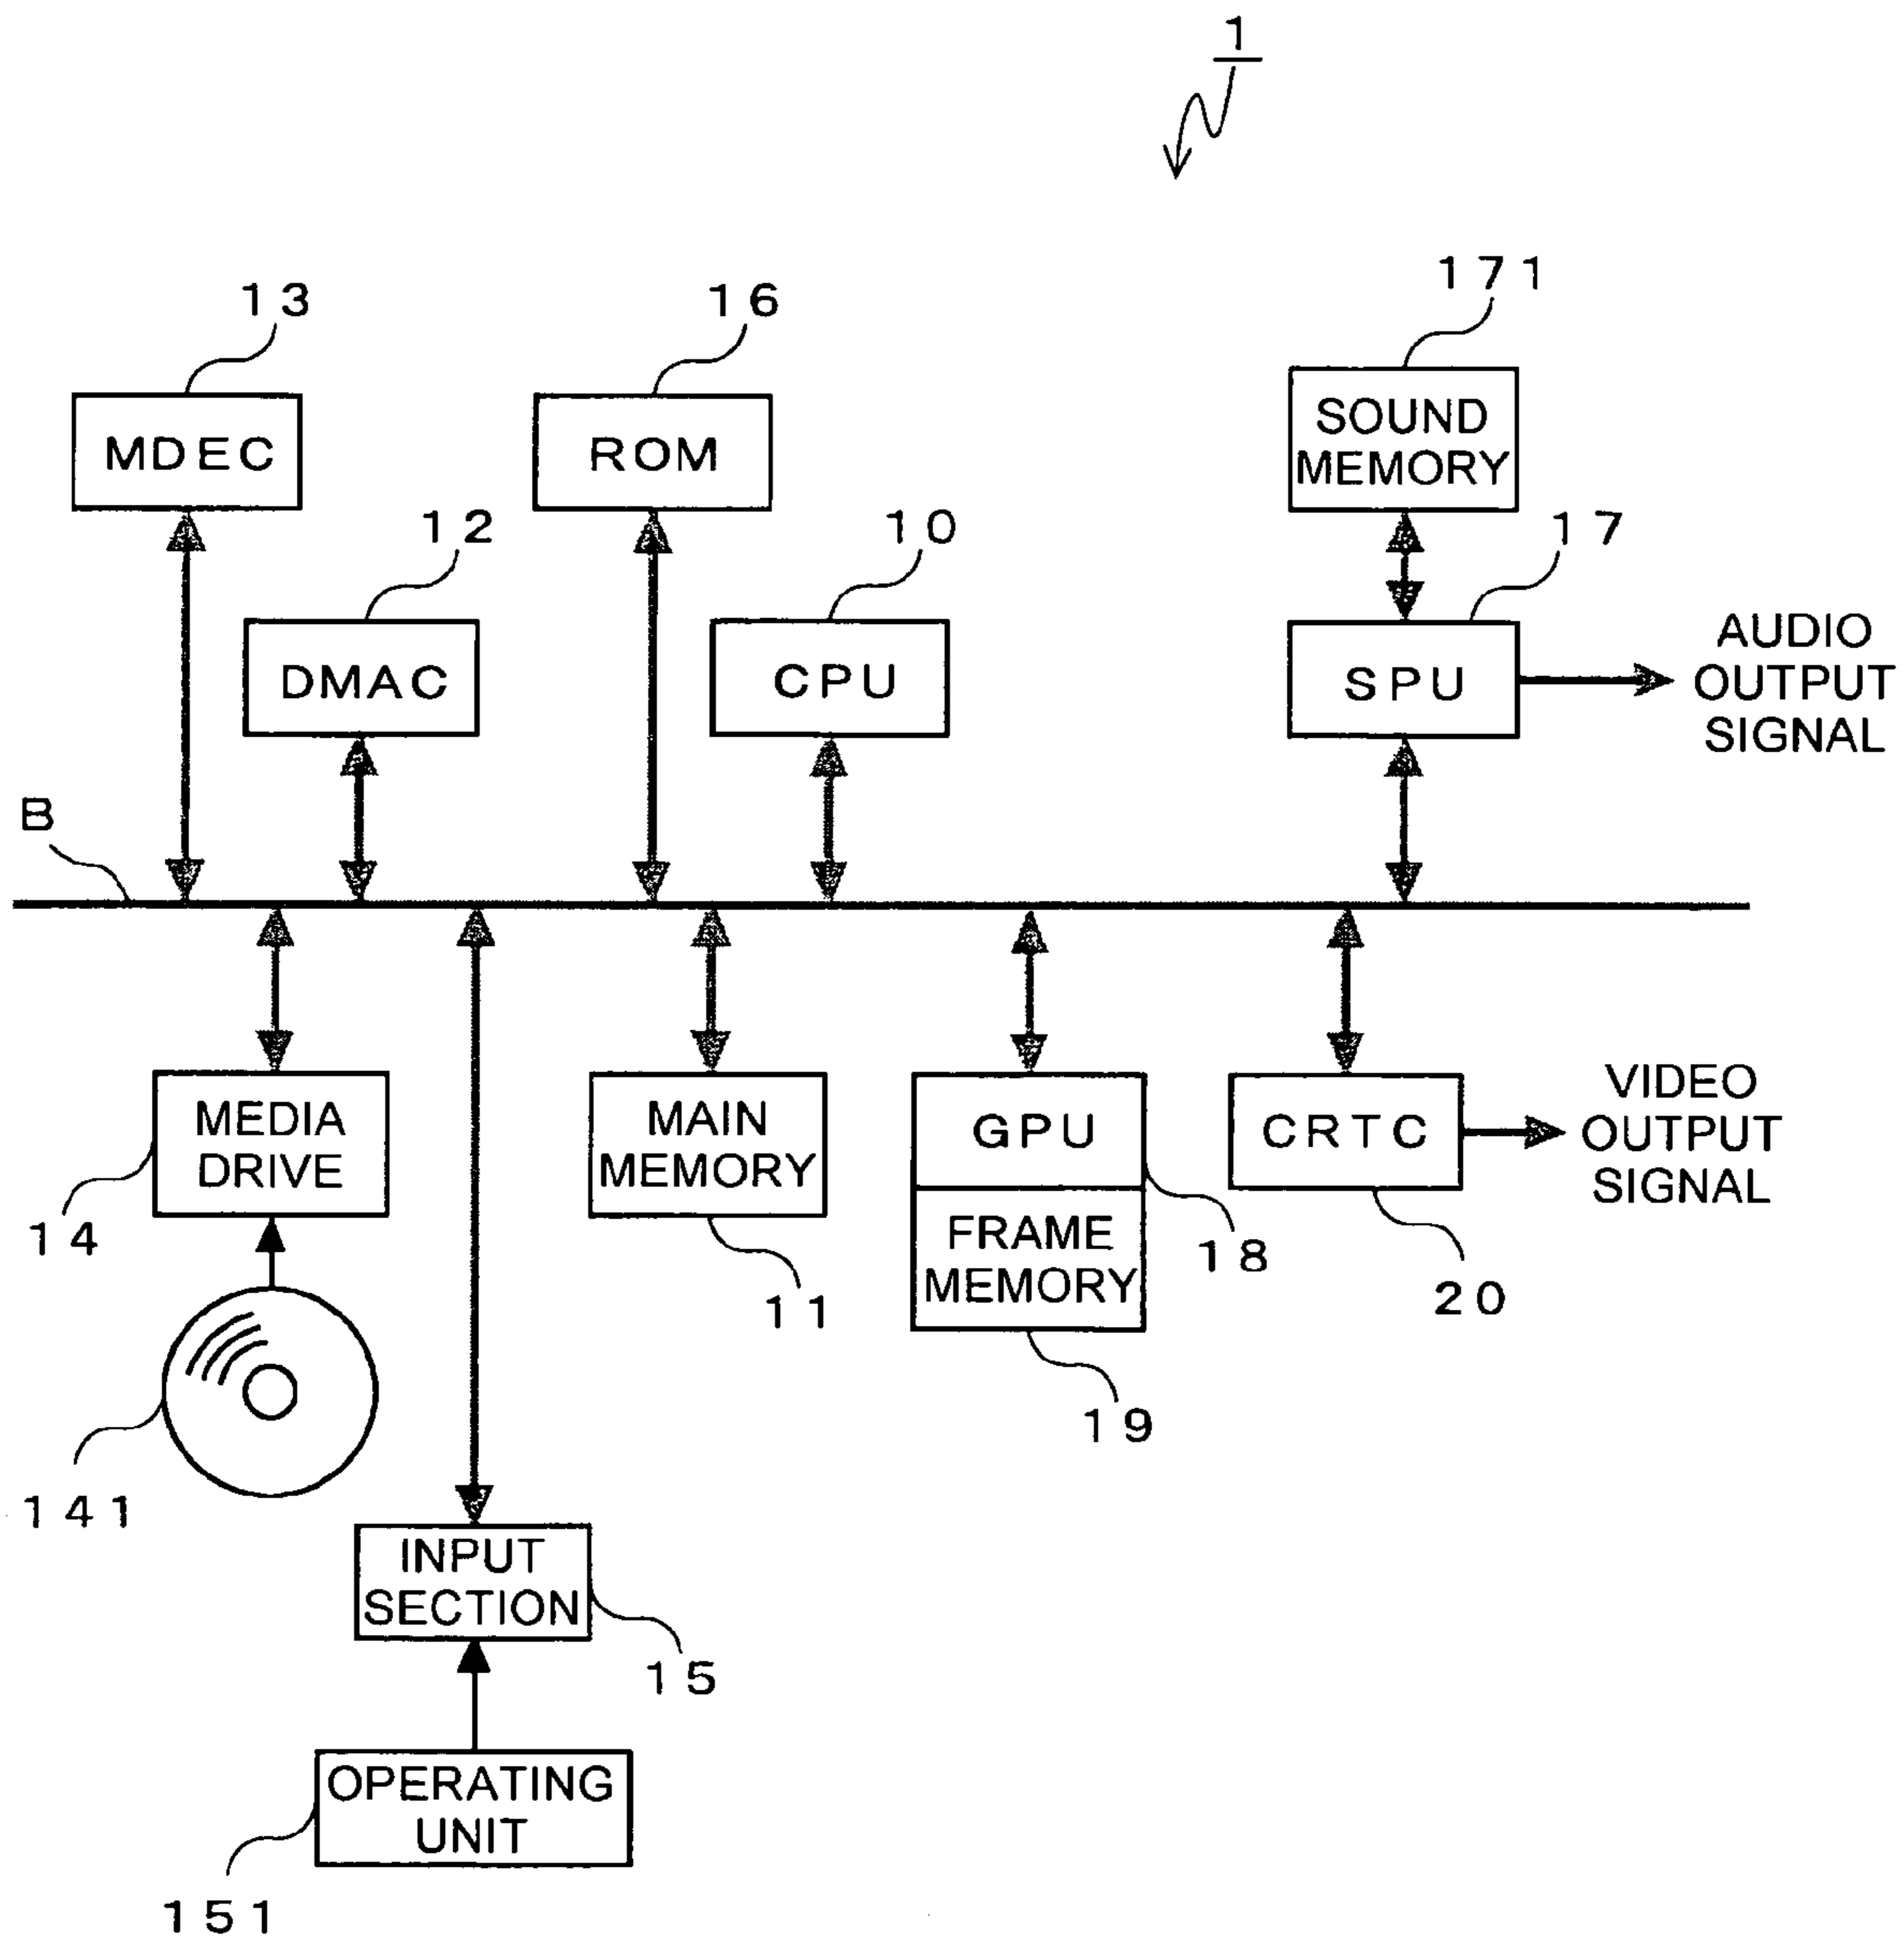 1
13
16
171
MDEC
ROM
SOUND
MEMORY
12
10
17
DMAC
CPU
SPU
AUDIO
OUTPUT
SIGNAL
B
MEDIA
DRIVE
MAIN
MEMORY
GPU
CRTC
VIDEO
OUTPUT
SIGNAL
14
FRAME
MEMORY
18
20
11
19
141
INPUT
SECTION
15
OPERATING
UNIT
151